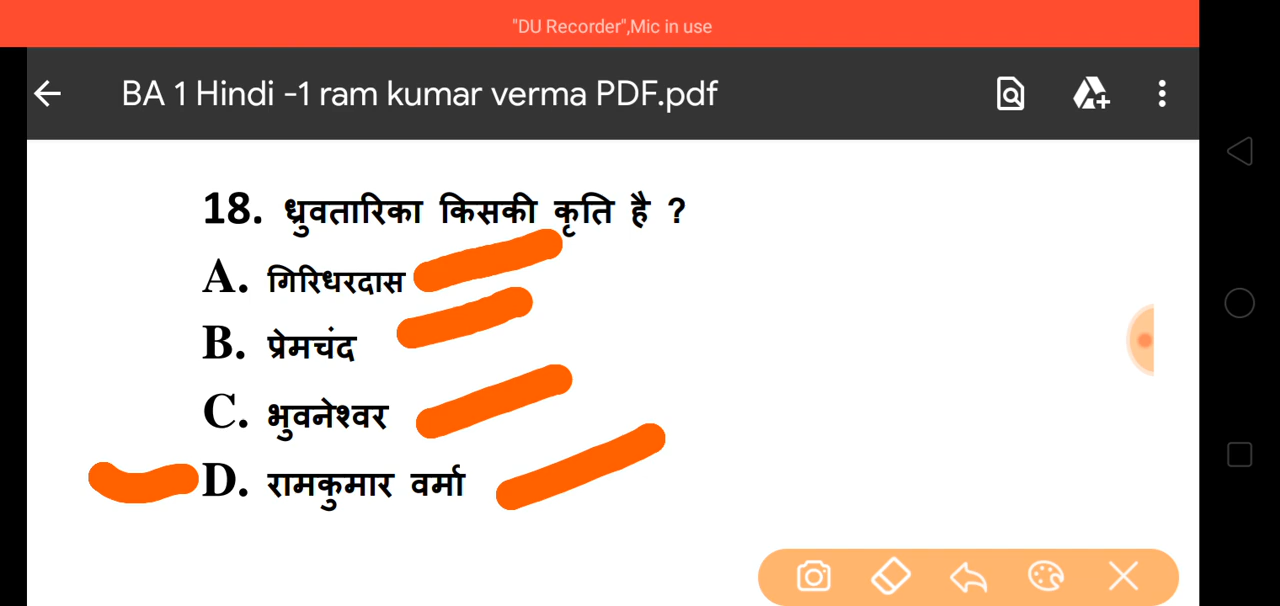 "DU Recorder",Mic in use
BA 1 Hindi -1 ram kumar verma PDF.pdf
18. ध्रुवतारिका किसकी कृति है ?
A. गिरिधरदास
B. प्रेमचंद
C. भुवनेश्वर
D. रामकुमार वर्मा